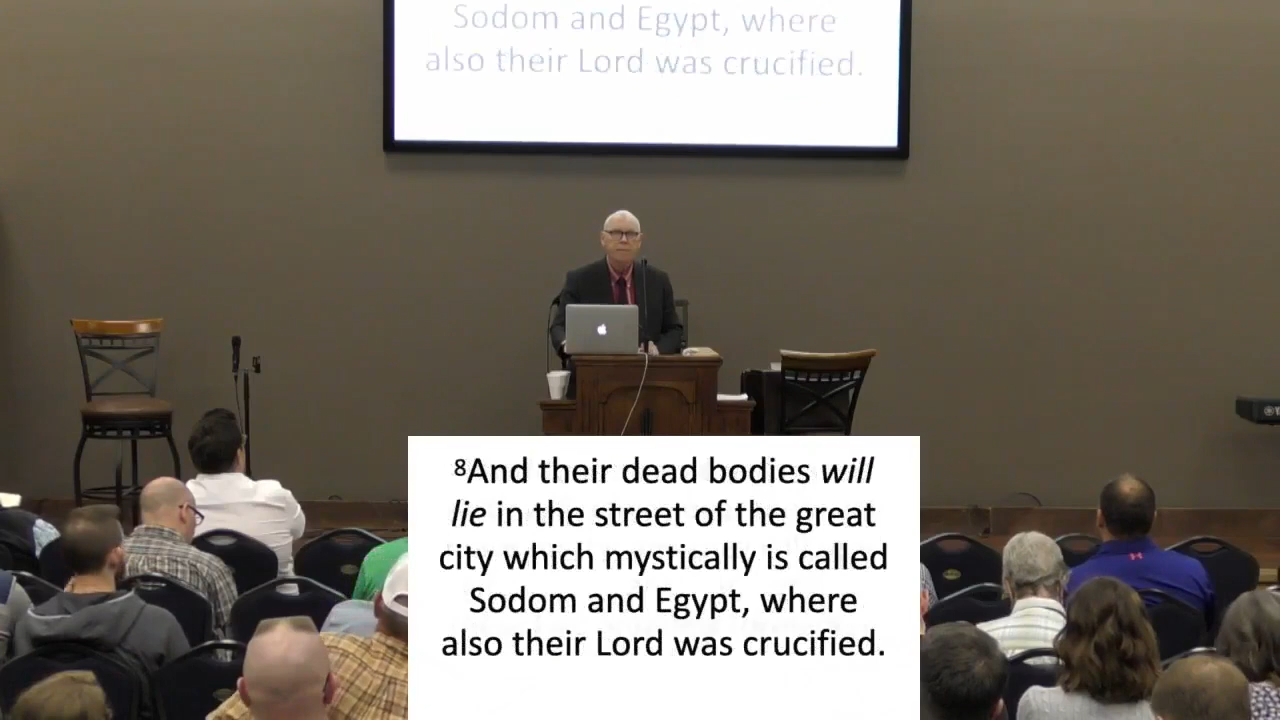 Sodom and Egypt, where
also their Lord was crucified.
⁸And their dead bodies will
lie in the street of the great
city which mystically is called
Sodom and Egypt, where
also their Lord was crucified.